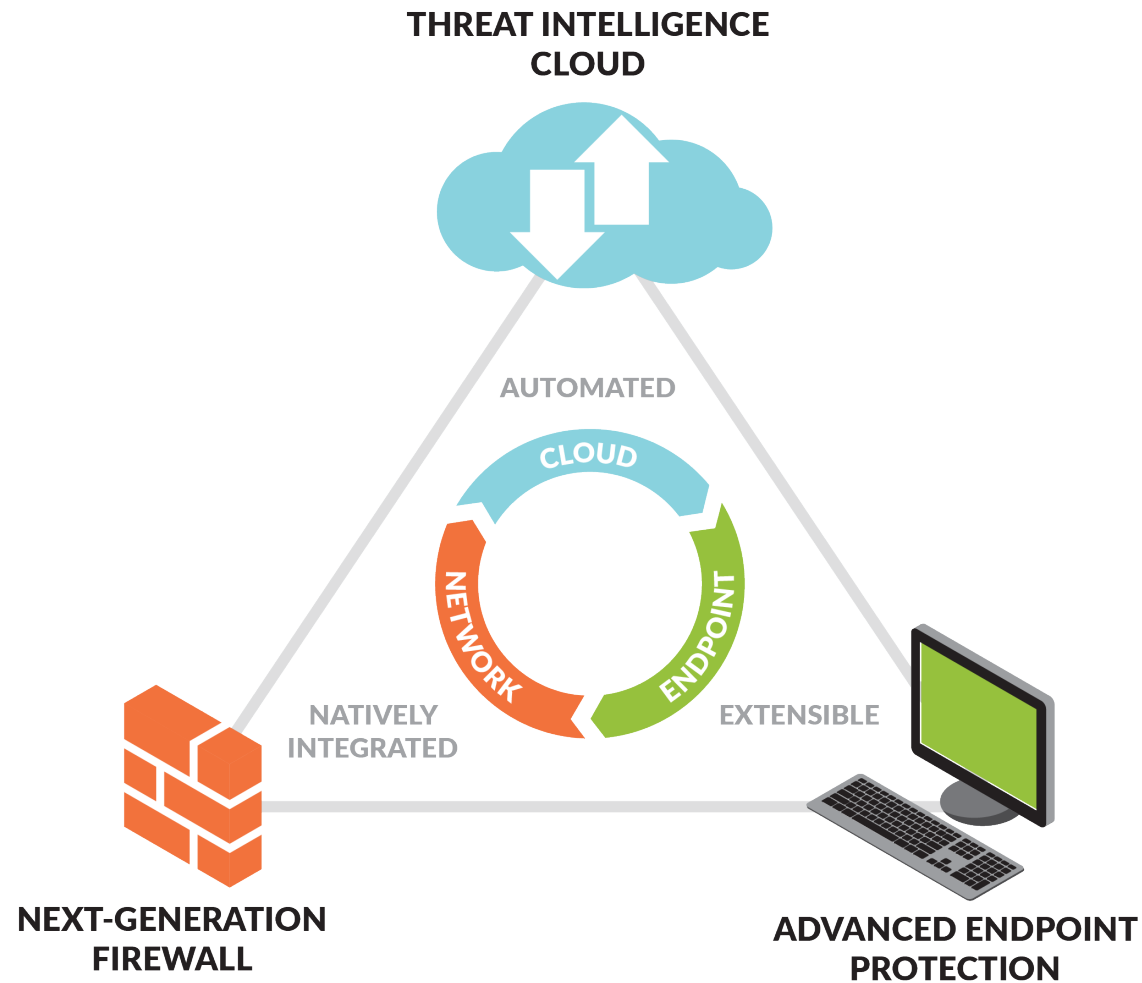 THREAT INTELLIGENCE
CLOUD
AUTOMATED
CLOUD
NETWORK
ENDPOINT
NATIVELY
INTEGRATED
EXTENSIBLE
NEXT-GENERATION
FIREWALL
ADVANCED ENDPOINT
PROTECTION